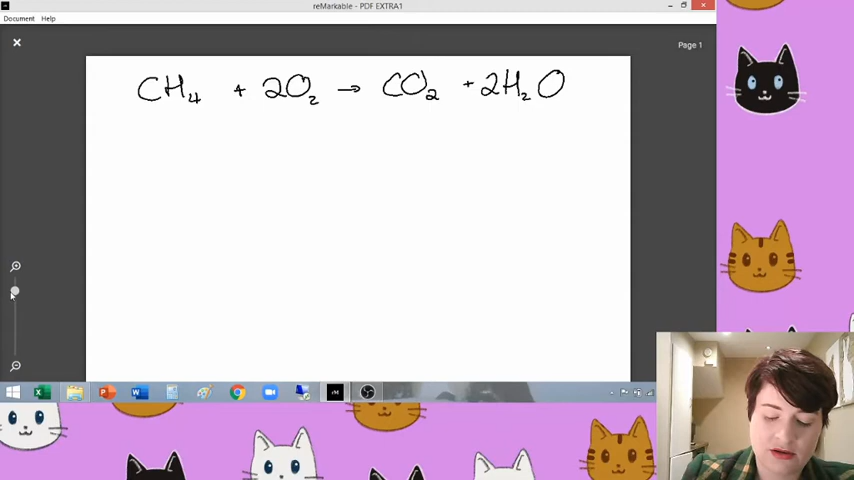 reMarkable - PDF EXTRA1
Document Help
Page 1
CH₄ + 2O₂ → CO₂ + 2H₂O